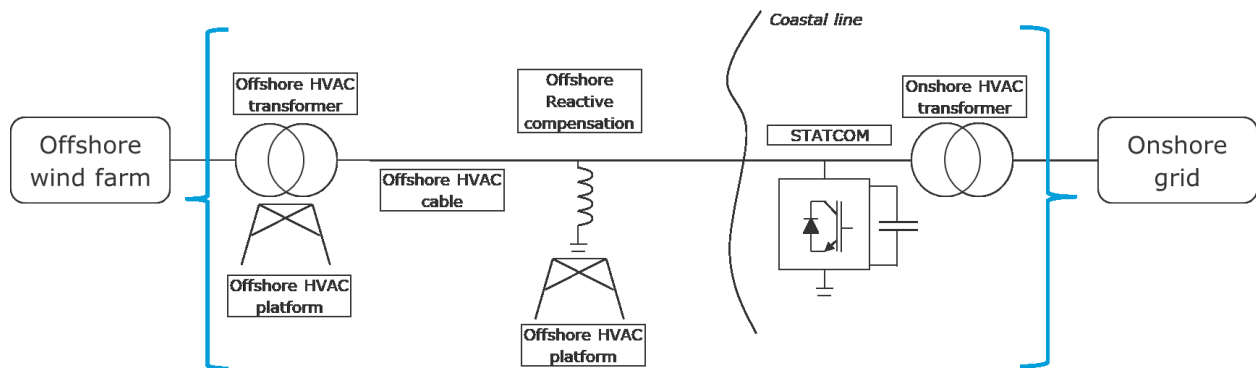 Coastal line
Offshore HVAC
transformer
Offshore
Reactive
compensation
Onshore HVAC
transformer
STATCOM
Offshore
wind farm
Offshore HVAC
cable
Onshore
grid
Offshore HVAC
platform
Offshore HVAC
platform